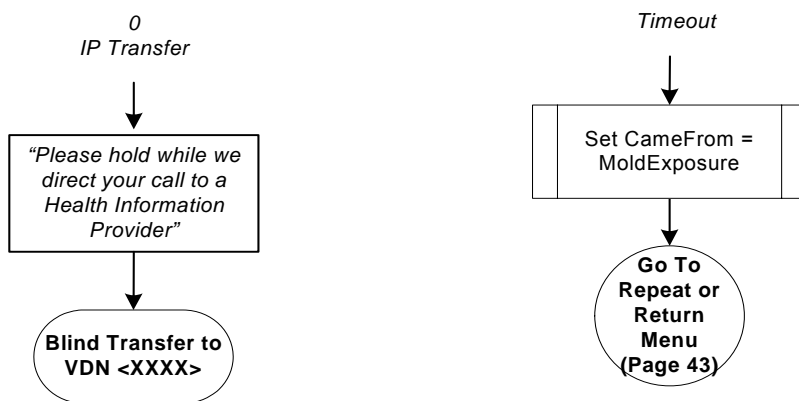 0
IP Transfer
“Please hold while we
direct your call to a
Health Information
Provider”
Blind Transfer to
VDN <XXXX>
Timeout
Set CameFrom =
MoldExposure
Go To
Repeat or
Return
Menu
(Page 43)